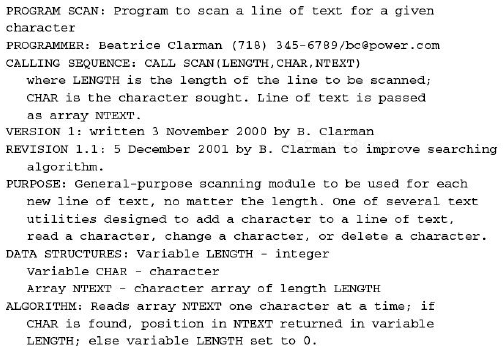 PROGRAM SCAN: Program to scan a line of text for a given
character
PROGRAMMER: Beatrice Clarman (718) 345-6789/bc@power.com
CALLING SEQUENCE: CALL SCAN(LENGTH,CHAR,NTEXT)
where LENGTH is the length of the line to be scanned;
CHAR is the character sought. Line of text is passed
as array NTEXT.
VERSION 1: written 3 November 2000 by B. Clarman
REVISION 1.1: 5 December 2001 by B. Clarman to improve searching
algorithm.
PURPOSE: General-purpose scanning module to be used for each
new line of text, no matter the length. One of several text
utilities designed to add a character to a line of text,
read a character, change a character, or delete a character.
DATA STRUCTURES: Variable LENGTH - integer
Variable CHAR - character
Array NTEXT - character array of length LENGTH
ALGORITHM: Reads array NTEXT one character at a time; if
CHAR is found, position in NTEXT returned in variable
LENGTH; else variable LENGTH set to 0.